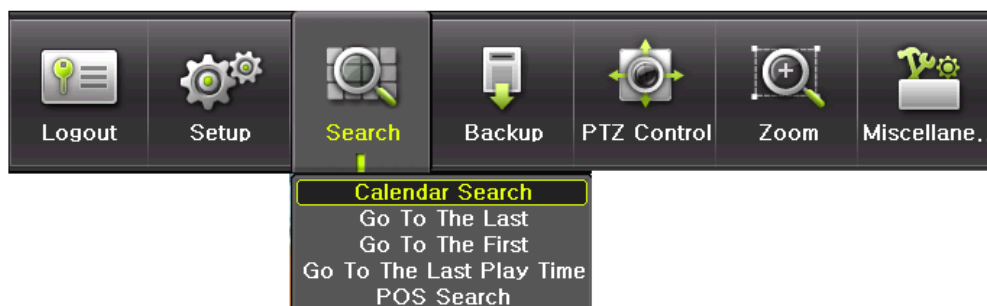 Logout Setup Search Backup PTZ Control Zoom Miscellane.
Calendar Search
Go To The Last
Go To The First
Go To The Last Play Time
POS Search